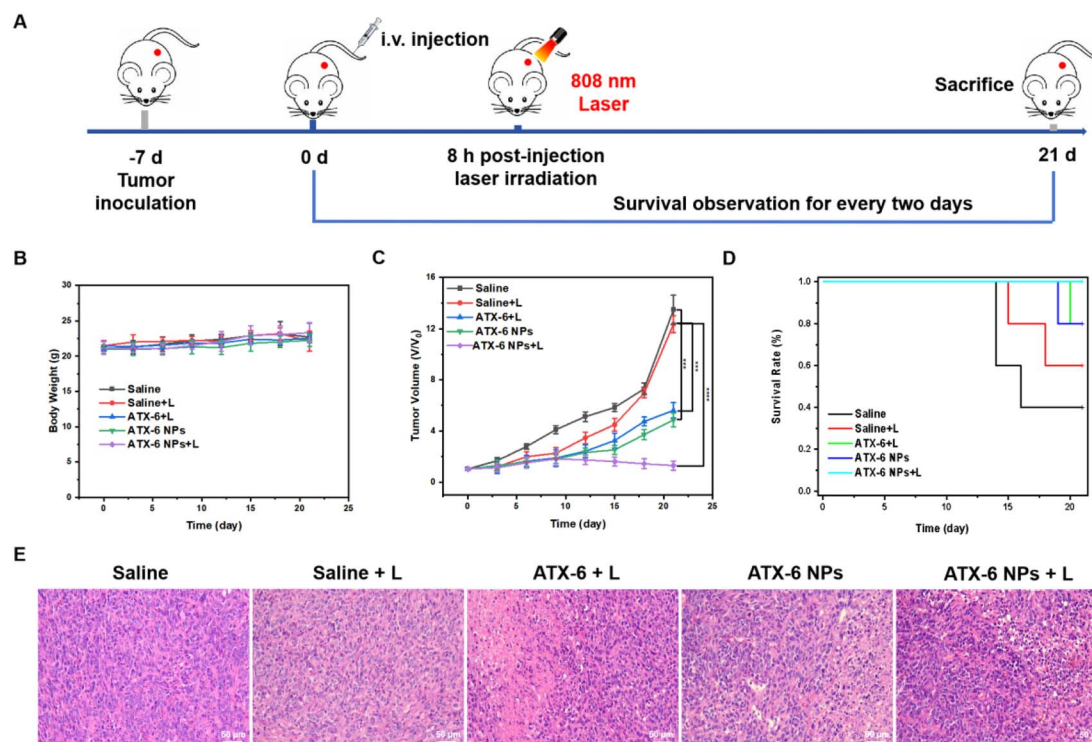 A
i.v. injection
808 nm
Laser
Sacrifice
-7 d
Tumor
inoculation
0 d
8 h post-injection
laser irradiation
21 d
Survival observation for every two days
B
30
25
20
15
10
5
0
Body Weight (g)
Saline
Saline+L
ATX-6+L
ATX-6 NPs
ATX-6 NPs+L
0 5 10 15 20 25
Time (day)
C
16
12
8
4
0
Tumor Volume (V/V₀)
Saline
Saline+L
ATX-6+L
ATX-6 NPs
ATX-6 NPs+L
***
***
****
0 5 10 15 20 25
Time (day)
D
1.0
0.8
0.6
0.4
0.2
0.0
Survival Rate (%)
Saline
Saline+L
ATX-6+L
ATX-6 NPs
ATX-6 NPs+L
0 5 10 15 20
Time (day)
E
Saline
Saline + L
ATX-6 + L
ATX-6 NPs
ATX-6 NPs + L
50 μm
50 μm
50 μm
50 μm
50 μm